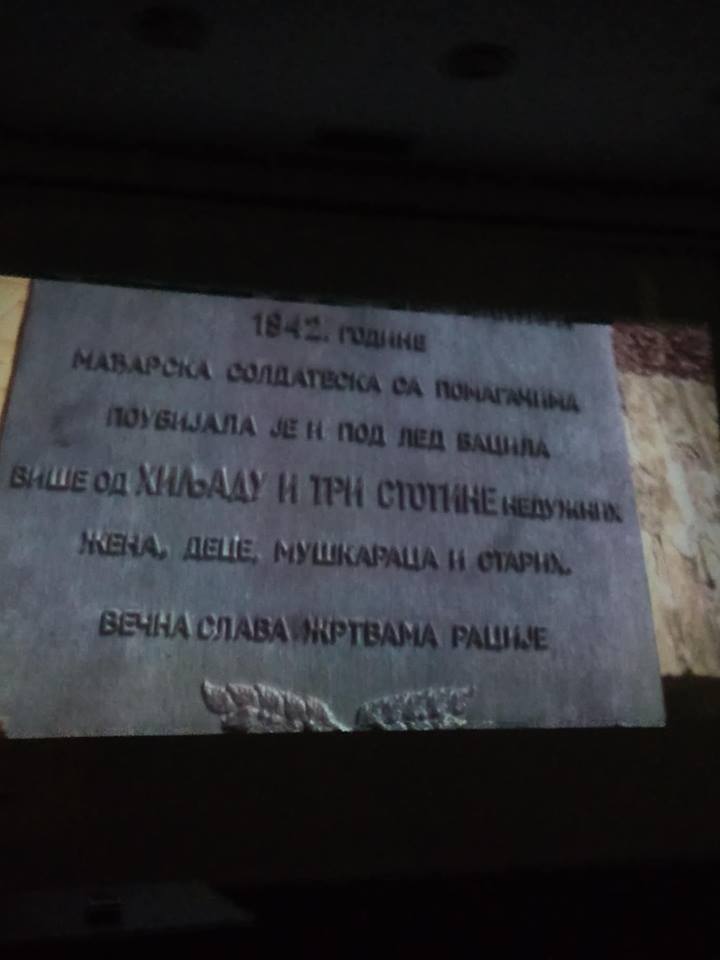 1942. ГОДИНЕ
МАЂАРСКА СОЛДАТЕСКА СА ПОМАГАЧИМА
ПОУБИЈАЛА ЈЕ И ПОД ЛЕД БАЦИЛА
ВИШЕ ОД ХИЉАДУ И ТРИ СТОТИНЕ НЕДУЖНИХ
ЖЕНА, ДЕЦЕ, МУШКАРАЦА И СТАРИХ.
ВЕЧНА СЛАВА ЖРТВАМА РАЦИЈЕ